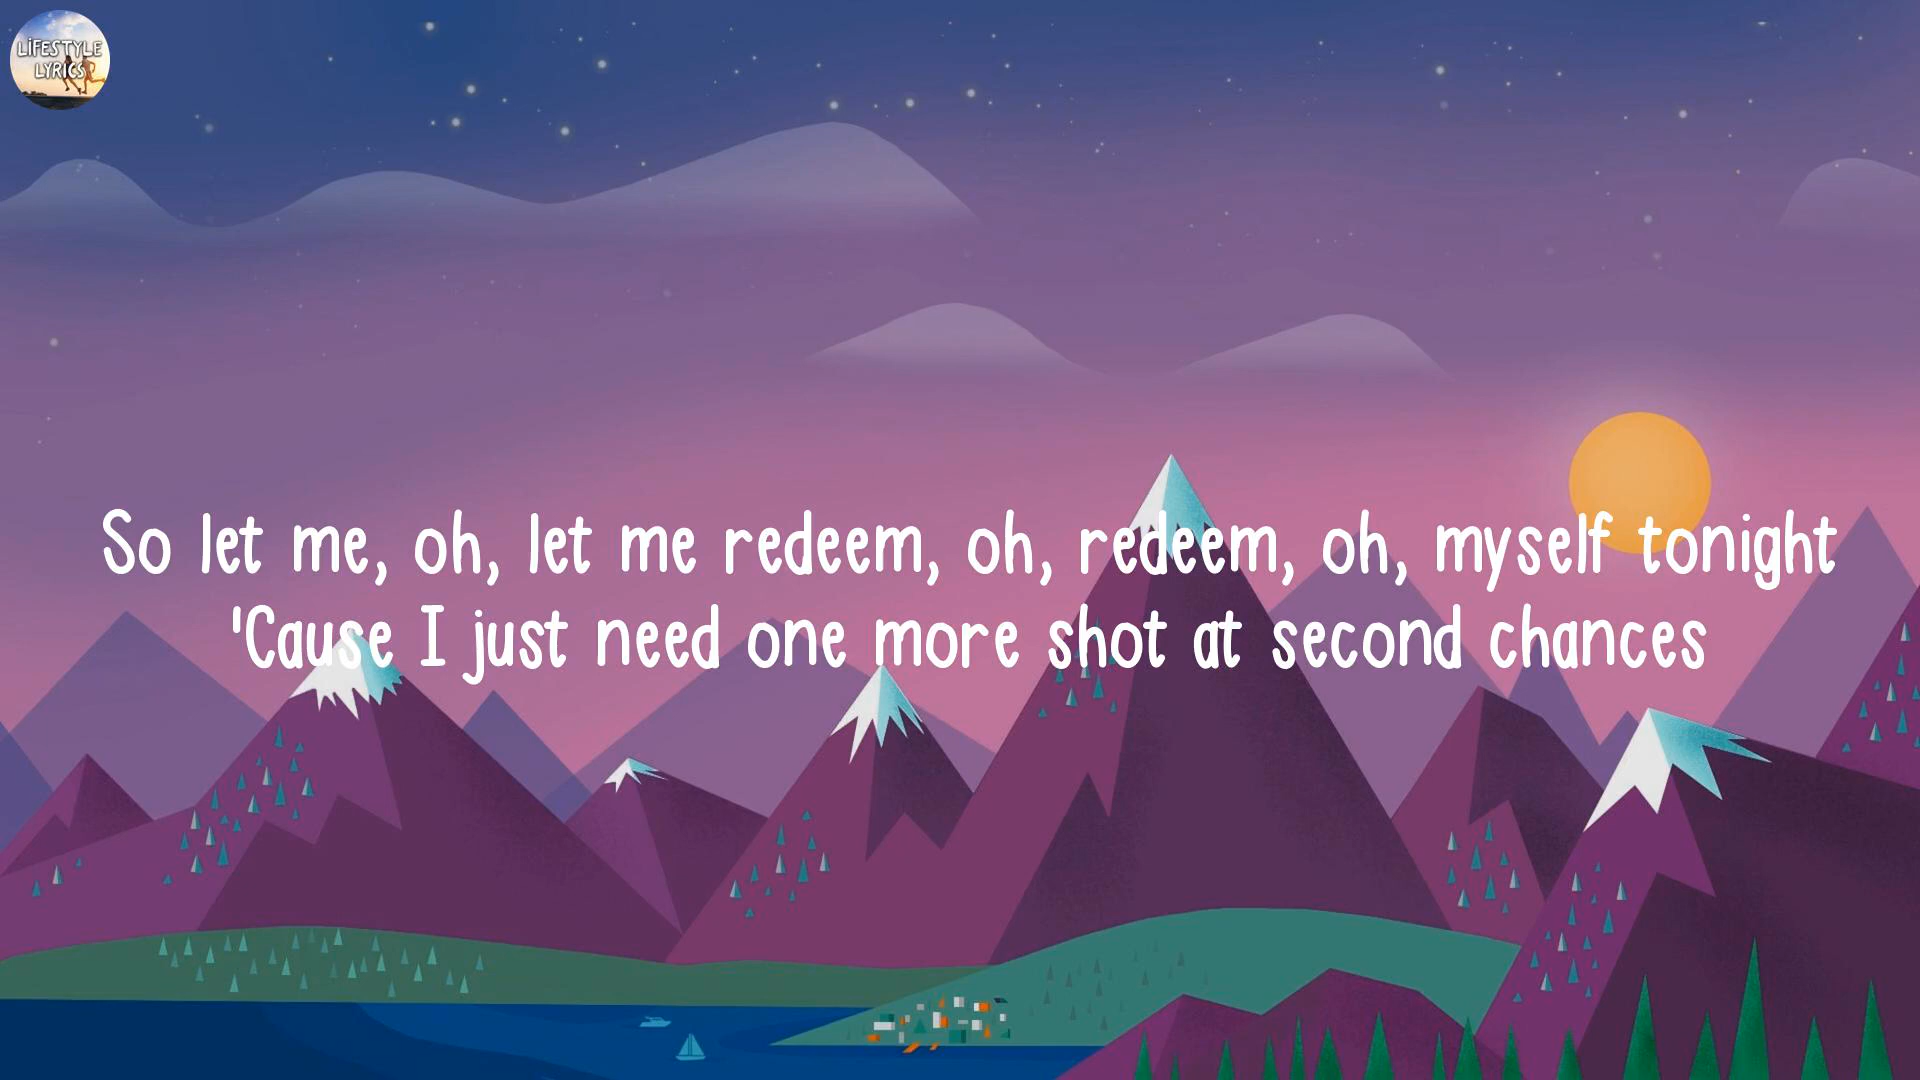 LiFESTYLE
LYRICS
So let me, oh, let me redeem, oh, redeem, oh, myself tonight
'Cause I just need one more shot at second chances